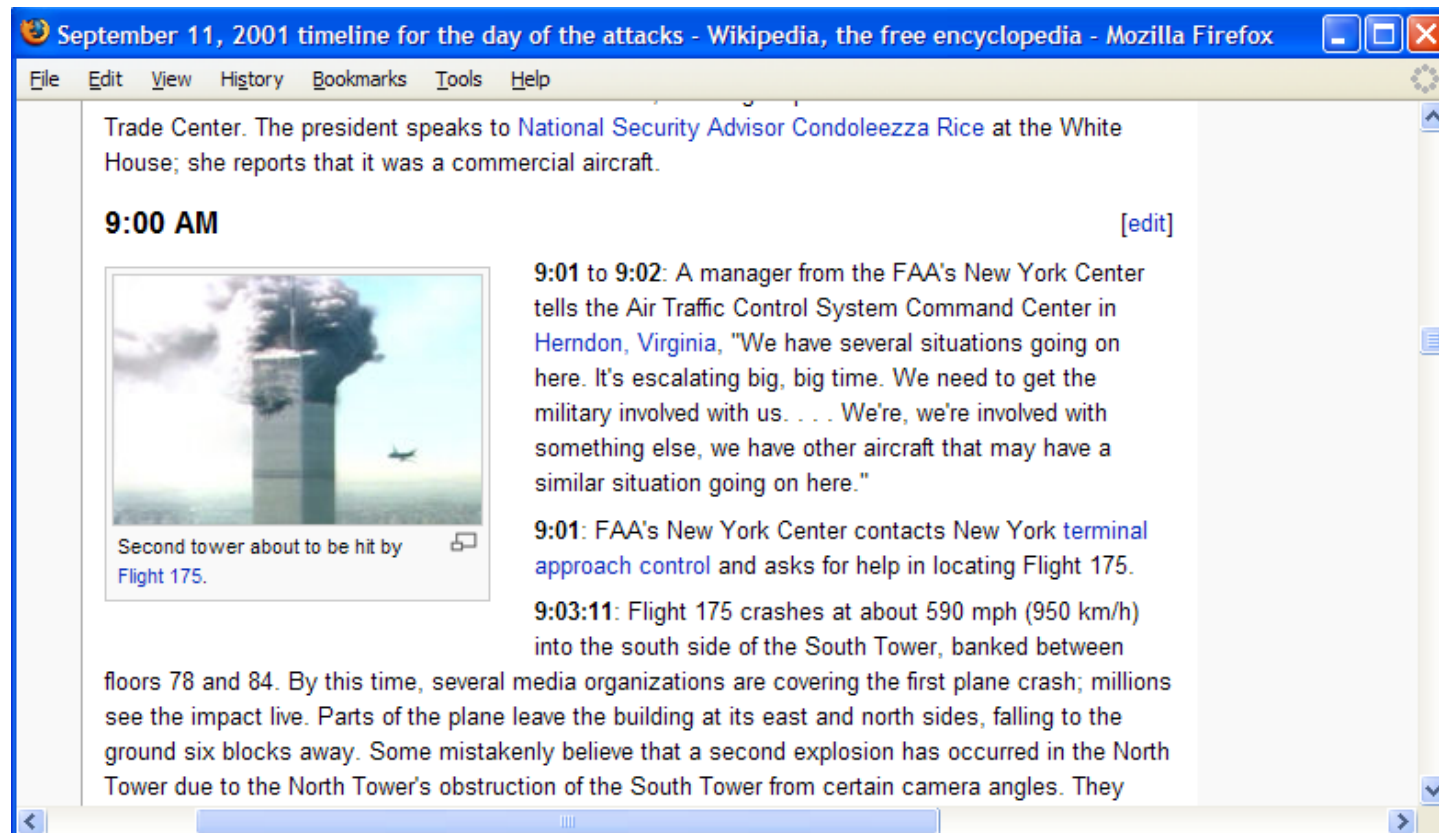 September 11, 2001 timeline for the day of the attacks - Wikipedia, the free encyclopedia - Mozilla Firefox
File Edit View History Bookmarks Tools Help
Trade Center. The president speaks to National Security Advisor Condoleezza Rice at the White
House; she reports that it was a commercial aircraft.
9:00 AM
[edit]
Second tower about to be hit by
Flight 175.
9:01 to 9:02: A manager from the FAA's New York Center
tells the Air Traffic Control System Command Center in
Herndon, Virginia, "We have several situations going on
here. It's escalating big, big time. We need to get the
military involved with us. . . . We're, we're involved with
something else, we have other aircraft that may have a
similar situation going on here."
9:01: FAA's New York Center contacts New York terminal
approach control and asks for help in locating Flight 175.
9:03:11: Flight 175 crashes at about 590 mph (950 km/h)
into the south side of the South Tower, banked between
floors 78 and 84. By this time, several media organizations are covering the first plane crash; millions
see the impact live. Parts of the plane leave the building at its east and north sides, falling to the
ground six blocks away. Some mistakenly believe that a second explosion has occurred in the North
Tower due to the North Tower's obstruction of the South Tower from certain camera angles. They